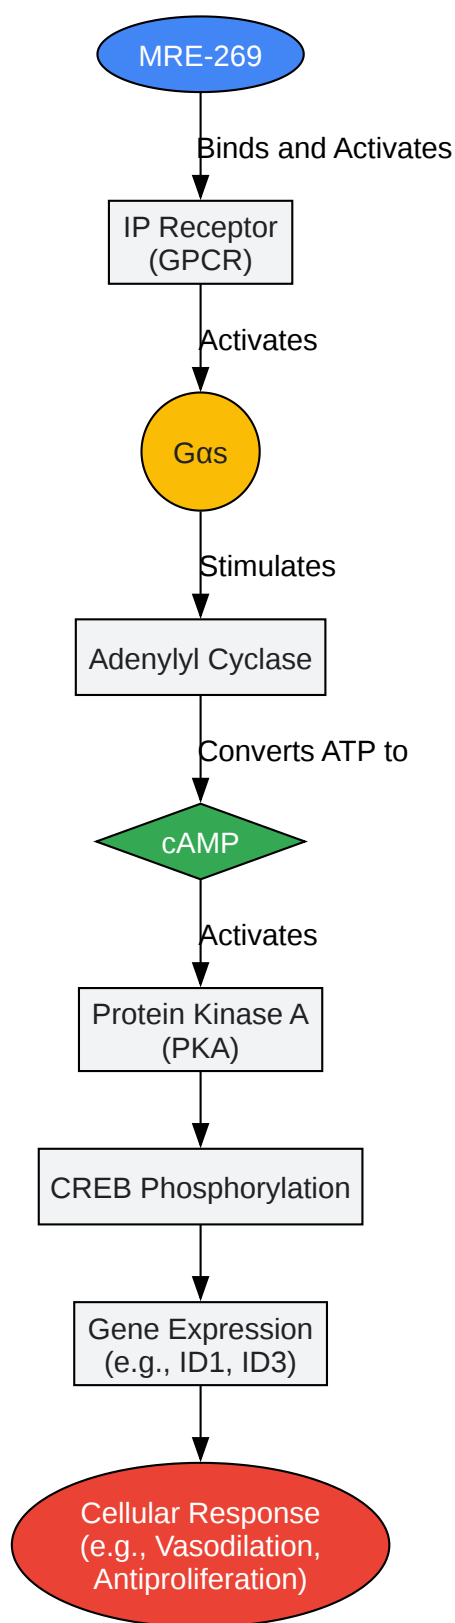 MRE-269
Binds and Activates
IP Receptor
(GPCR)
Activates
Gαs
Stimulates
Adenylyl Cyclase
Converts ATP to
cAMP
Activates
Protein Kinase A
(PKA)
CREB Phosphorylation
Gene Expression
(e.g., ID1, ID3)
Cellular Response
(e.g., Vasodilation,
Antiproliferation)